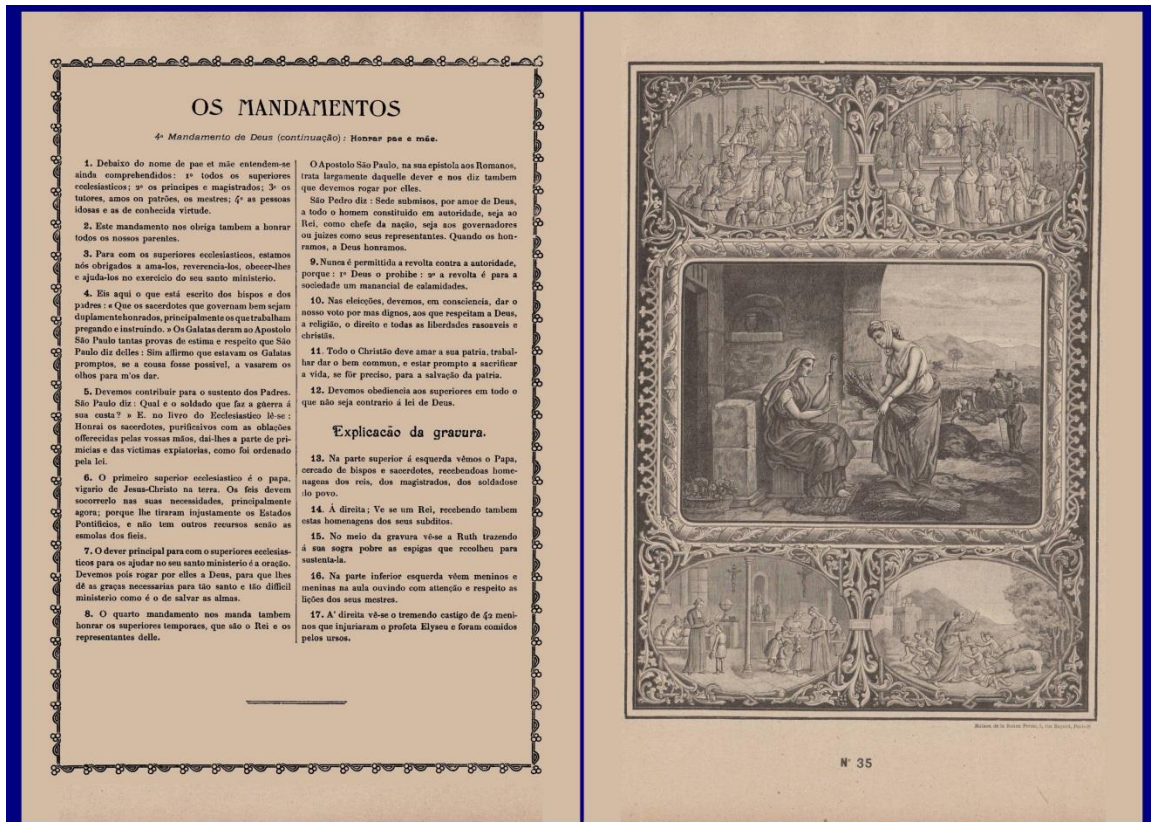 OS MANDAMENTOS
4º Mandamento de Deus (continuação) : Honrar pae e mãe.
1. Debaixo do nome de pae et mãe entendem-se
ainda comprehendidos : 1º todos os superiores
ecclesiasticos ; 2º os principes e magistrados ; 3º os
tutores, amos on patrões, os mestres ; 4º as pessoas
idosas e as de conhecida virtude.
2. Este mandamento nos obriga tambem a honrar
todos os nossos parentes.
3. Para com os superiores ecclesiasticos, estamos
nós obrigados a ama-los, reverencia-los, obecer-lhes
e ajuda-los no exercicio do seu santo ministerio.
4. Eis aqui o que está escrito dos bispos e dos
padres : « Que os sacerdotes que governam bem sejam
duplamente honrados, principalmente os que trabalham
pregando e instruindo. » Os Galatas deram ao Apostolo
São Paulo tantas provas de estima e respeito que São
Paulo diz delles : Sim affirmo que estavam os Galatas
promptos, se a cousa fosse possivel, a vasarem os
olhos para m'os dar.
5. Devemos contribuir para o sustento dos Padres.
São Paulo diz : Qual e o soldado que faz a guerra á
sua custa ? » E. no livro do Ecclesiastico lê-se :
Honrai os sacerdotes, purificaivos com as oblações
offerecidas pelas vossas mãos, dai-lhes a parte de pri-
micias e das victimas expiatorias, como foi ordenado
pela lei.
6. O primeiro superior ecclesiastico é o papa,
vigario de Jesus-Christo na terra. Os feis devem
socorrerlo nas suas necessidades, principalmente
agora; porque lhe tiraram injustamente os Estados
Pontificios, e não tem outros recursos senão as
esmolas dos fieis.
7. O dever principal para com o superiores ecclesias-
ticos para os ajudar no seu santo ministerio é a oração.
Devemos pois rogar por elles a Deus, para que lhes
dê as graças necessarias para tão santo e tão difficil
ministerio como é o de salvar as almas.
8. O quarto mandamento nos manda tambem
honrar os superiores temporaes, que são o Rei e os
representantes delle.
O Apostolo São Paulo, na sua epistola aos Romanos,
trata largamente daquelle dever e nos diz tambem
que devemos rogar por elles.
São Pedro diz : Sede submisos, por amor de Deus,
a todo o homem constituido em autoridade, seja ao
Rei, como chefe da nação, seja aos governadores
ou juizes como seus representantes. Quando os hon-
ramos, a Deus honramos.
9. Nunca é permittida a revolta contra a autoridade,
porque : 1º Deus o prohibe : 2º a revolta é para a
sociedade um manancial de calamidades.
10. Nas eleições, devemos, em consciencia, dar o
nosso voto por mas dignos, aos que respeitam a Deus,
a religião, o direito e todas as liberdades rasoaveis e
christãs.
11. Todo o Christão deve amar a sua patria, trabal-
har dar o bem commun, e estar prompto a sacrificar
a vida, se fôr preciso, para a salvação da patria.
12. Devemos obediencia aos superiores em todo o
que não seja contrario á lei de Deus.
Explicacão da gravura.
13. Na parte superior á esquerda vêmos o Papa,
cercado de bispos e sacerdotes, recebendoas home-
nagens dos reis, dos magistrados, dos soldadose
do povo.
14. Á direita ; Ve se um Rei, recebendo tambem
estas homenagens dos seus subditos.
15. No meio da gravura vê-se a Ruth trazendo
á sua sogra pobre as espigas que recolheu para
sustenta-la.
16. Na parte inferior esquerda vêem meninos e
meninas na aula ouvindo com attenção e respeito as
lições dos seus mestres.
17. A' direita vê-se o tremendo castigo de 42 meni-
nos que injuriaram o profeta Elyseu e foram comidos
pelos ursos.
Maison de la Bonne Presse, 5, rue Bayard, Paris-8º
Nº 35